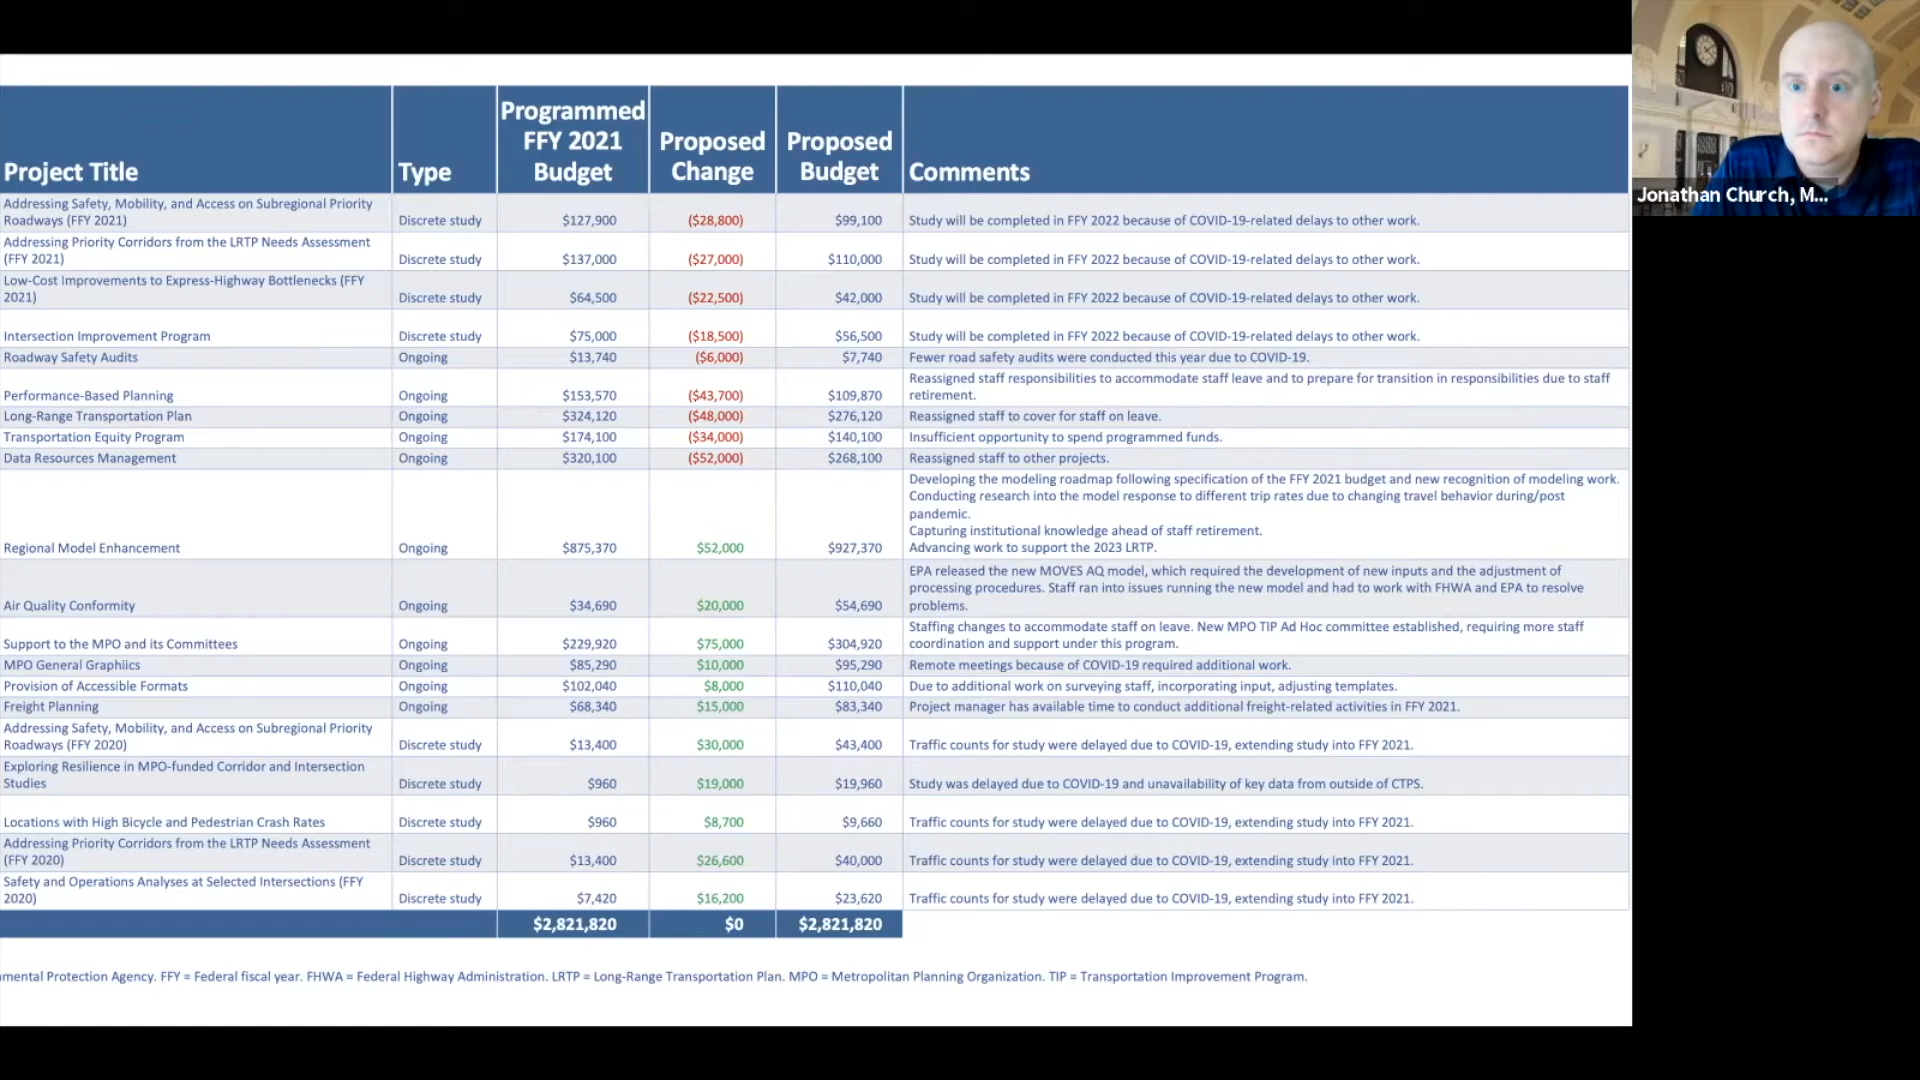 Project Title
Type
Programmed
FFY 2021
Budget
Proposed
Change
Proposed
Budget
Comments
Addressing Safety, Mobility, and Access on Subregional Priority
Roadways (FFY 2021)
Discrete study
$127,900
($28,800)
$99,100
Study will be completed in FFY 2022 because of COVID-19-related delays to other work.
Addressing Priority Corridors from the LRTP Needs Assessment
(FFY 2021)
Discrete study
$137,000
($27,000)
$110,000
Study will be completed in FFY 2022 because of COVID-19-related delays to other work.
Low-Cost Improvements to Express-Highway Bottlenecks (FFY
2021)
Discrete study
$64,500
($22,500)
$42,000
Study will be completed in FFY 2022 because of COVID-19-related delays to other work.
Intersection Improvement Program
Discrete study
$75,000
($18,500)
$56,500
Study will be completed in FFY 2022 because of COVID-19-related delays to other work.
Roadway Safety Audits
Ongoing
$13,740
($6,000)
$7,740
Fewer road safety audits were conducted this year due to COVID-19.
Performance-Based Planning
Ongoing
$153,570
($43,700)
$109,870
Reassigned staff responsibilities to accommodate staff leave and to prepare for transition in responsibilities due to staff
retirement.
Long-Range Transportation Plan
Ongoing
$324,120
($48,000)
$276,120
Reassigned staff to cover for staff on leave.
Transportation Equity Program
Ongoing
$174,100
($34,000)
$140,100
Insufficient opportunity to spend programmed funds.
Data Resources Management
Ongoing
$320,100
($52,000)
$268,100
Reassigned staff to other projects.
Regional Model Enhancement
Ongoing
$875,370
$52,000
$927,370
Developing the modeling roadmap following specification of the FFY 2021 budget and new recognition of modeling work.
Conducting research into the model response to different trip rates due to changing travel behavior during/post
pandemic.
Capturing institutional knowledge ahead of staff retirement.
Advancing work to support the 2023 LRTP.
Air Quality Conformity
Ongoing
$34,690
$20,000
$54,690
EPA released the new MOVES AQ model, which required the development of new inputs and the adjustment of
processing procedures. Staff ran into issues running the new model and had to work with FHWA and EPA to resolve
problems.
Support to the MPO and its Committees
Ongoing
$229,920
$75,000
$304,920
Staffing changes to accommodate staff on leave. New MPO TIP Ad Hoc committee established, requiring more staff
coordination and support under this program.
MPO General Graphiics
Ongoing
$85,290
$10,000
$95,290
Remote meetings because of COVID-19 required additional work.
Provision of Accessible Formats
Ongoing
$102,040
$8,000
$110,040
Due to additional work on surveying staff, incorporating input, adjusting templates.
Freight Planning
Ongoing
$68,340
$15,000
$83,340
Project manager has available time to conduct additional freight-related activities in FFY 2021.
Addressing Safety, Mobility, and Access on Subregional Priority
Roadways (FFY 2020)
Discrete study
$13,400
$30,000
$43,400
Traffic counts for study were delayed due to COVID-19, extending study into FFY 2021.
Exploring Resilience in MPO-funded Corridor and Intersection
Studies
Discrete study
$960
$19,000
$19,960
Study was delayed due to COVID-19 and unavailability of key data from outside of CTPS.
Locations with High Bicycle and Pedestrian Crash Rates
Discrete study
$960
$8,700
$9,660
Traffic counts for study were delayed due to COVID-19, extending study into FFY 2021.
Addressing Priority Corridors from the LRTP Needs Assessment
(FFY 2020)
Discrete study
$13,400
$26,600
$40,000
Traffic counts for study were delayed due to COVID-19, extending study into FFY 2021.
Safety and Operations Analyses at Selected Intersections (FFY
2020)
Discrete study
$7,420
$16,200
$23,620
Traffic counts for study were delayed due to COVID-19, extending study into FFY 2021.
$2,821,820
$0
$2,821,820
mental Protection Agency. FFY = Federal fiscal year. FHWA = Federal Highway Administration. LRTP = Long-Range Transportation Plan. MPO = Metropolitan Planning Organization. TIP = Transportation Improvement Program.
Jonathan Church, M...